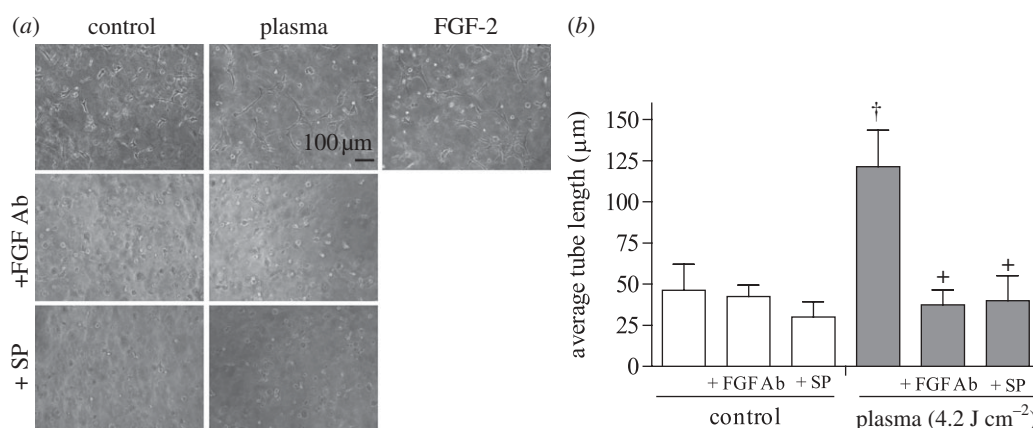 (a) control plasma FGF-2 (b)
100 µm
+FGF Ab
+ SP
average tube length (µm)
150
125
100
75
50
25
0
†
+ +
+ FGF Ab + SP + FGF Ab + SP
control plasma (4.2 J cm⁻²)